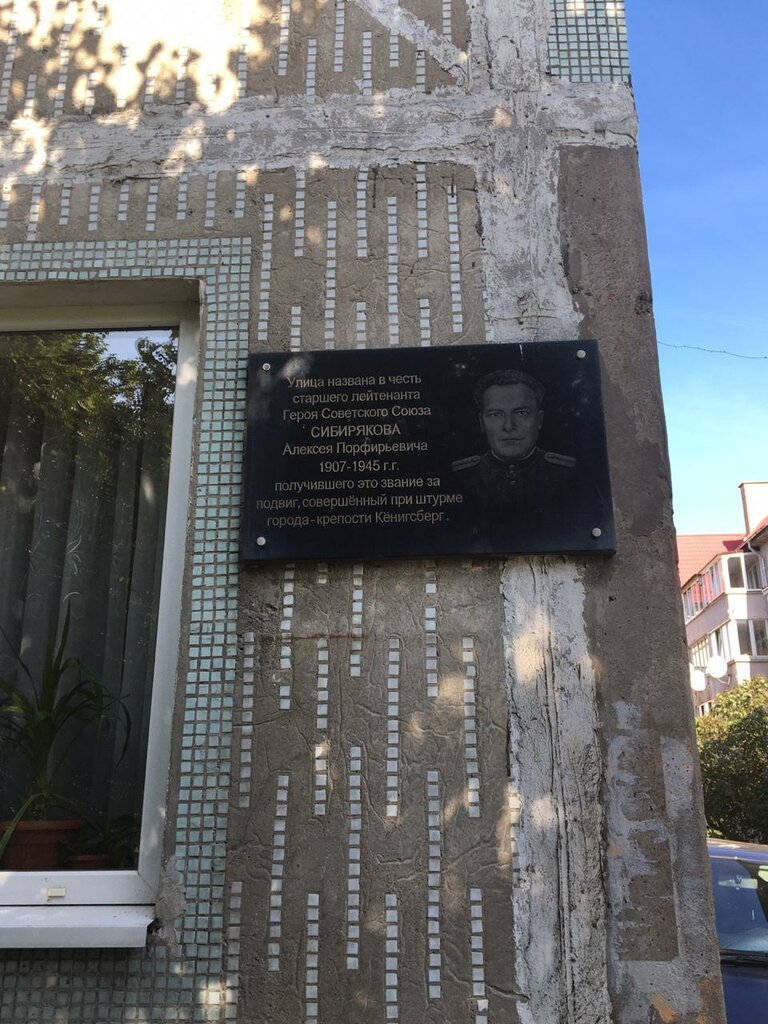 Улица названа в честь
старшего лейтенанта
Героя Советского Союза
СИБИРЯКОВА
Алексея Порфирьевича
1907-1945 г.г.
получившего это звание за
подвиг, совершённый при штурме
города-крепости Кёнигсберг.